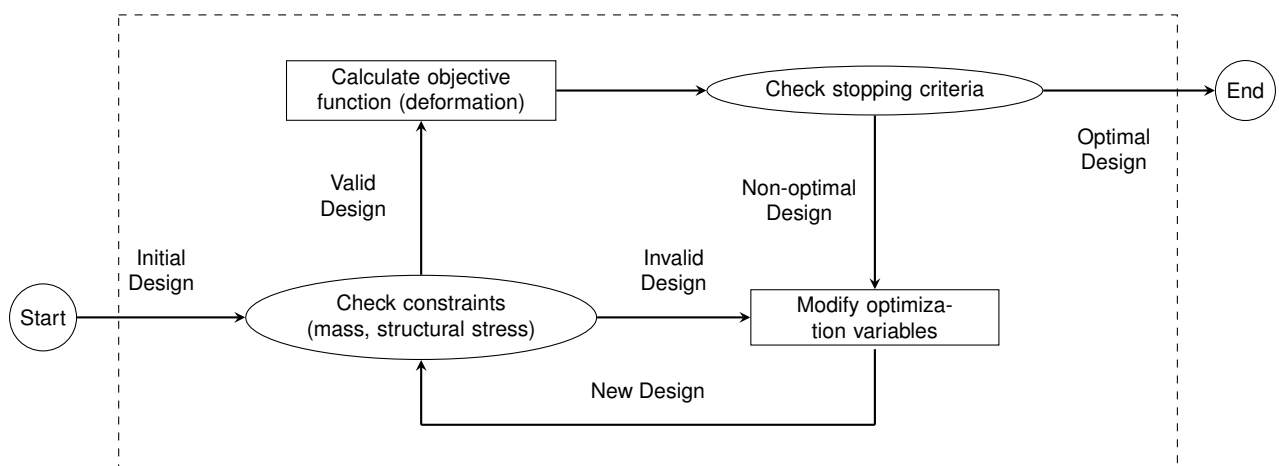 Calculate objective
function (deformation)
Check stopping criteria
End
Optimal
Design
Valid
Design
Non-optimal
Design
Initial
Design
Invalid
Design
Start
Check constraints
(mass, structural stress)
Modify optimiza-
tion variables
New Design